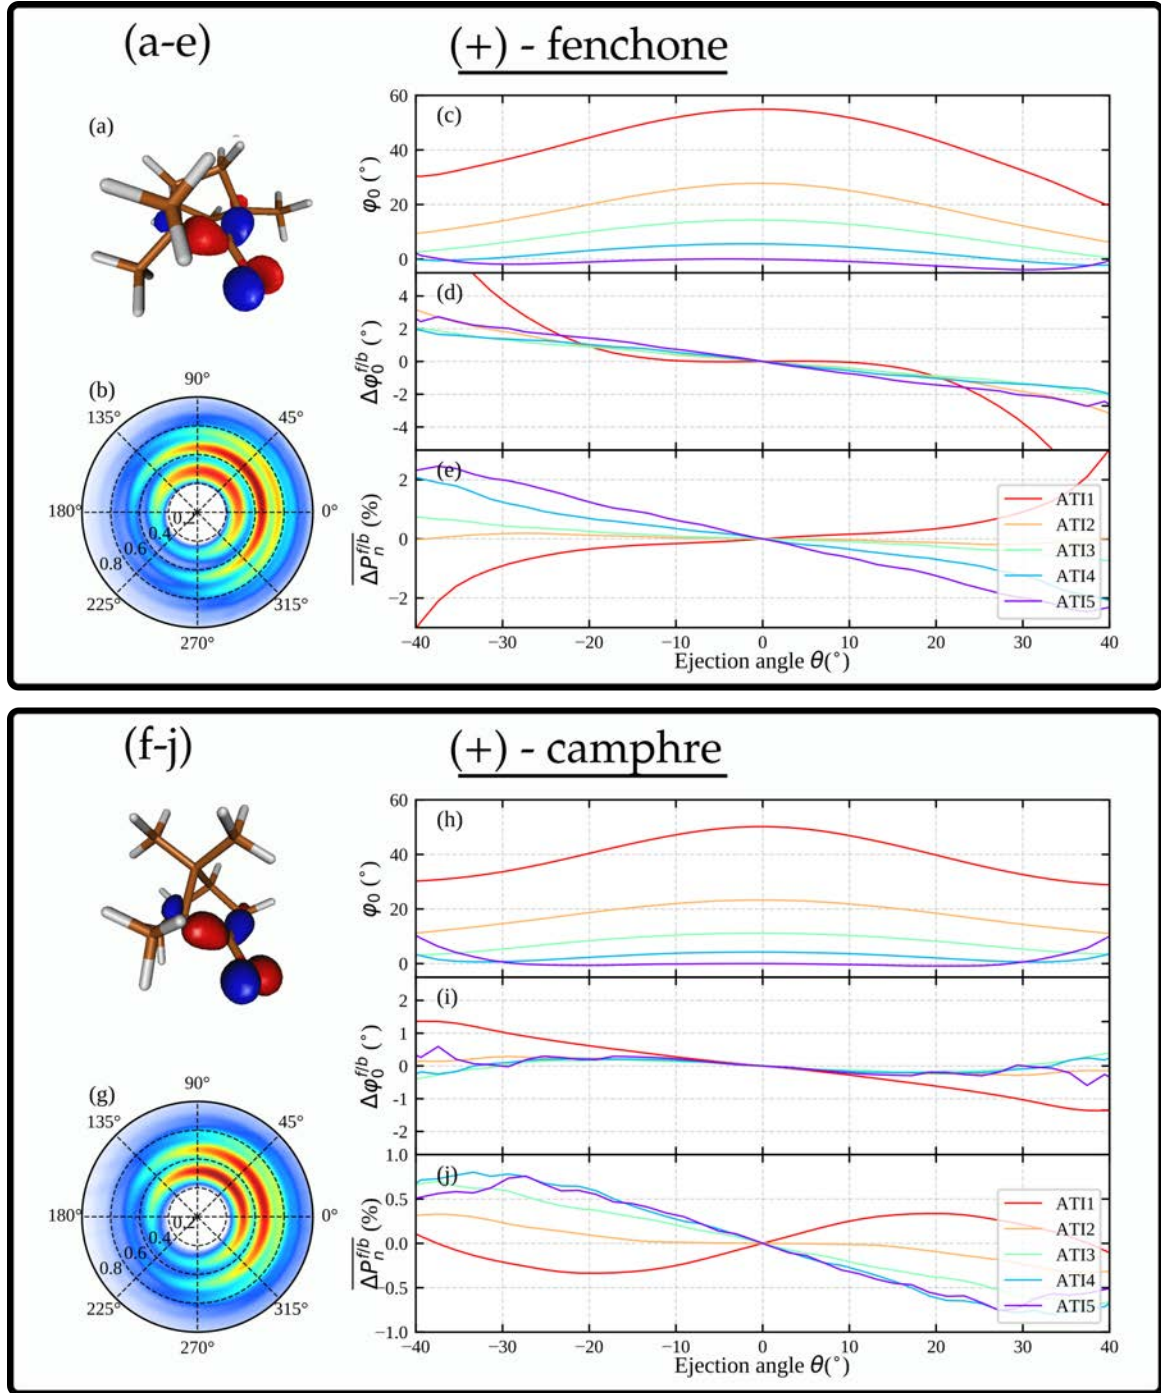 (a-e) (+) - fenchone
(a)
(b)
90°
135° 45°
180° 0°
0.2
0.4
0.6
0.8
225° 315°
270°
(c)
60
40
20
0
φ₀ (°)
(d)
4
2
0
-2
-4
Δφ₀^{f/b} (°)
(e)
2
0
−2
ΔPₙ^{f/b} (%)
ATI1
ATI2
ATI3
ATI4
ATI5
−40 −30 −20 −10 0 10 20 30 40
Ejection angle θ(°)
(f-j) (+) - camphre
(g)
90°
135° 45°
180° 0°
0.2
0.4
0.6
0.8
225° 315°
270°
(h)
60
40
20
0
φ₀ (°)
(i)
2
1
0
-1
-2
Δφ₀^{f/b} (°)
(j)
1.0
0.5
0.0
−0.5
−1.0
ΔPₙ^{f/b} (%)
ATI1
ATI2
ATI3
ATI4
ATI5
−40 −30 −20 −10 0 10 20 30 40
Ejection angle θ(°)